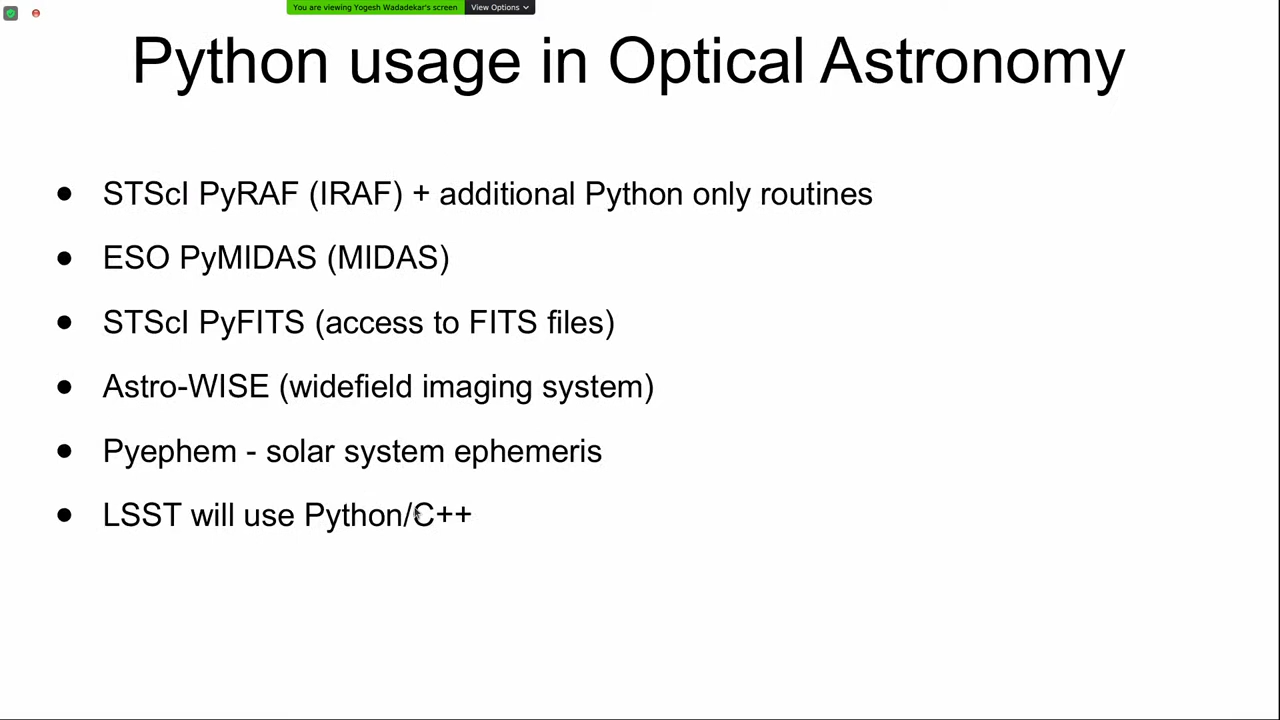 You are viewing Yogesh Wadadekar's screen
View Options
Python usage in Optical Astronomy
● STScI PyRAF (IRAF) + additional Python only routines
● ESO PyMIDAS (MIDAS)
● STScI PyFITS (access to FITS files)
● Astro-WISE (widefield imaging system)
● Pyephem - solar system ephemeris
● LSST will use Python/C++